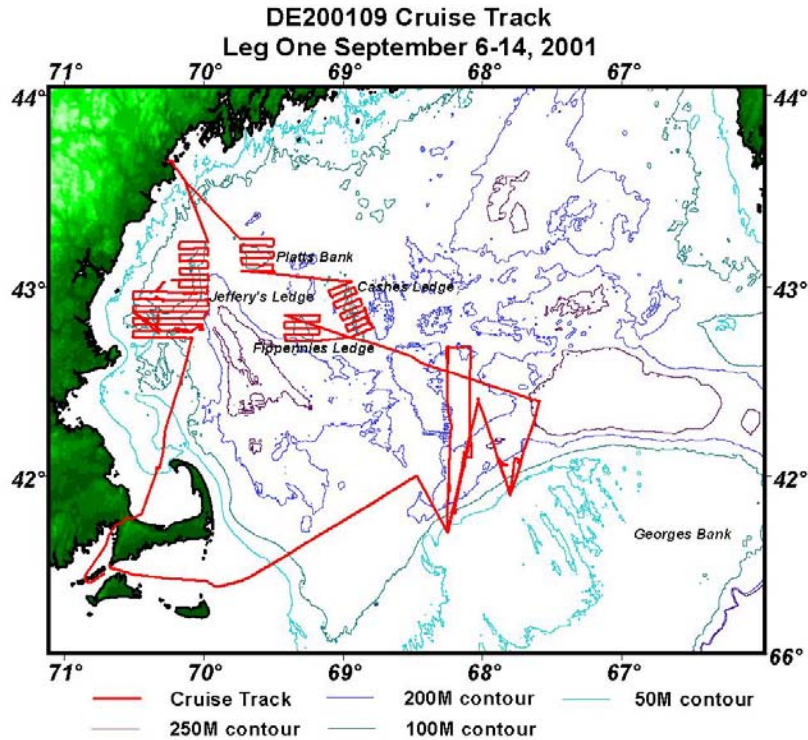 DE200109 Cruise Track
Leg One September 6-14, 2001
71° 70° 69° 68° 67°
44° 44°
Platts Bank
43° 43°
Cashes Ledge
Jeffery's Ledge
Fippennies Ledge
42° 42°
Georges Bank
71° 70° 69° 68° 67° 66°
Cruise Track 200M contour 50M contour
250M contour 100M contour